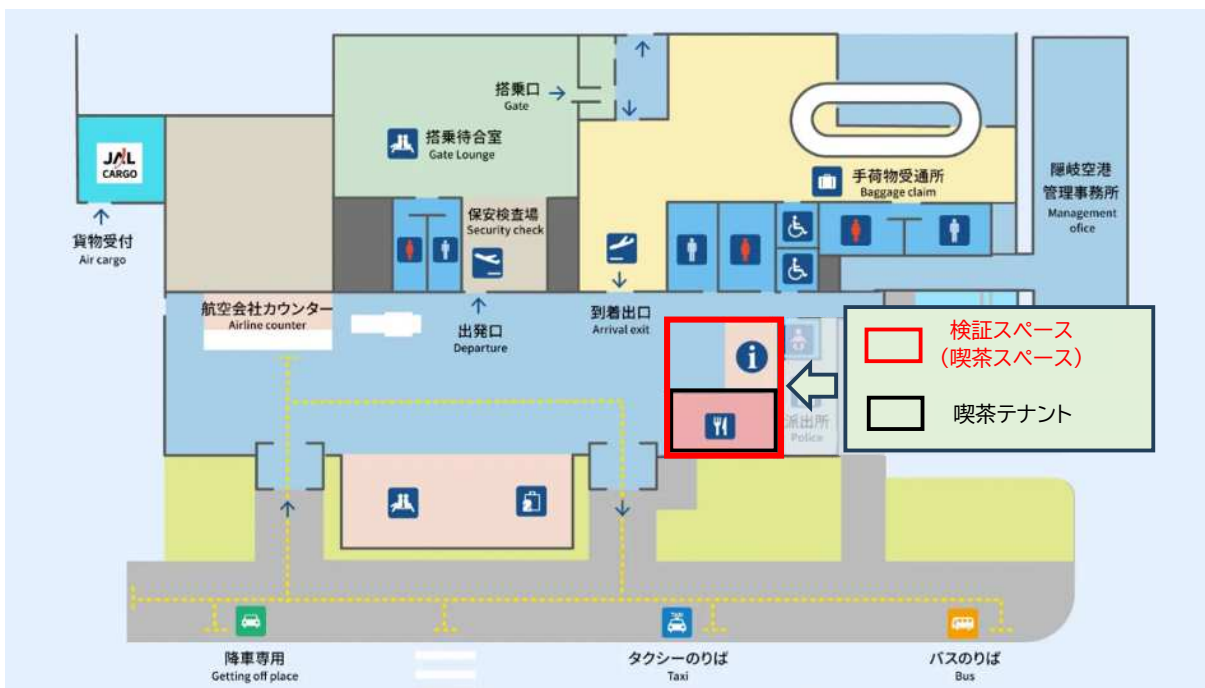 搭乗口
Gate
搭乗待合室
Gate Lounge
JAL
CARGO
手荷物受通所
Baggage claim
隠岐空港
管理事務所
Management
ofice
貨物受付
Air cargo
保安検査場
Security check
航空会社カウンター
Airline counter
出発口
Departure
到着出口
Arrival exit
検証スペース
(喫茶スペース)
喫茶テナント
派出所
Police
降車専用
Getting off place
TAXI
タクシーのりば
Taxi
バスのりば
Bus